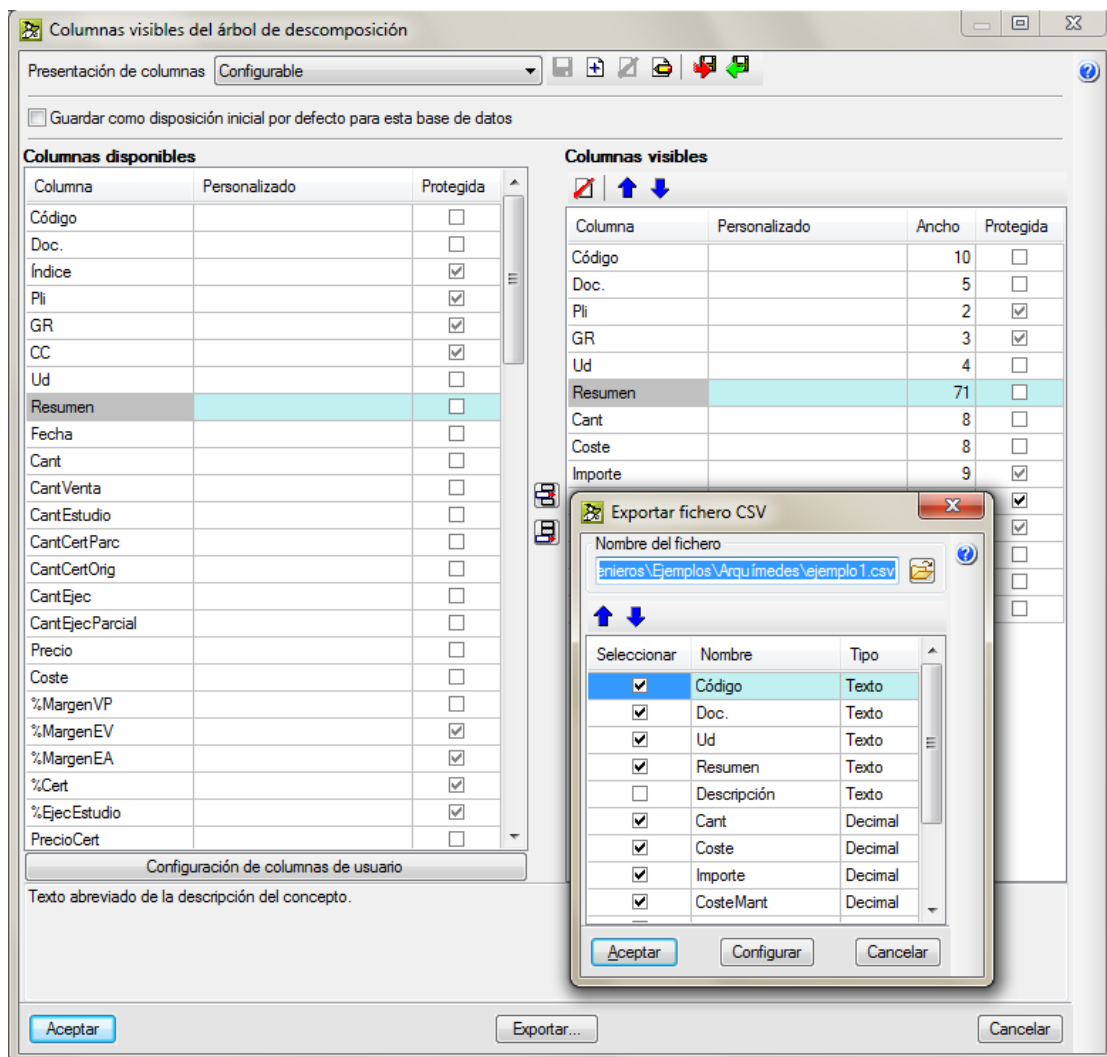 Columnas visibles del árbol de descomposición
Presentación de columnas Configurable
Guardar como disposición inicial por defecto para esta base de datos
Columnas disponibles
Columna Personalizado Protegida
Código
Doc.
Índice
Pli
GR
CC
Ud
Resumen
Fecha
Cant
CantVenta
CantEstudio
CantCertParc
CantCertOrig
CantEjec
CantEjecParcial
Precio
Coste
%MargenVP
%MargenEV
%MargenEA
%Cert
%EjecEstudio
PrecioCert
Configuración de columnas de usuario
Texto abreviado de la descripción del concepto.
Columnas visibles
Columna Personalizado Ancho Protegida
Código 10
Doc. 5
Pli 2
GR 3
Ud 4
Resumen 71
Cant 8
Coste 8
Importe 9
Exportar fichero CSV
Nombre del fichero
enieros\Ejemplos\Arquímedes\ejemplo1.csv
Seleccionar Nombre Tipo
Código Texto
Doc. Texto
Ud Texto
Resumen Texto
Descripción Texto
Cant Decimal
Coste Decimal
Importe Decimal
CosteMant Decimal
Aceptar Configurar Cancelar
Aceptar Exportar... Cancelar